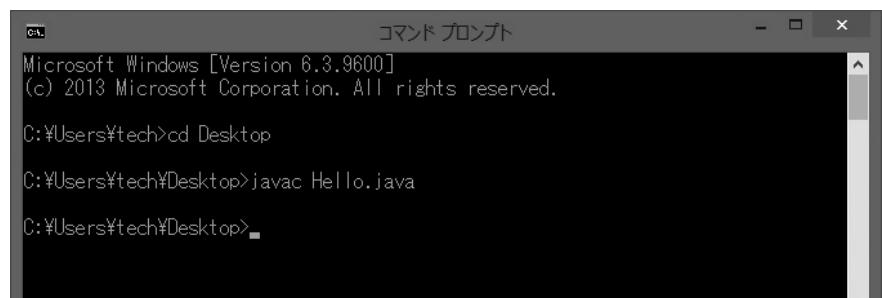 コマンド プロンプト
Microsoft Windows [Version 6.3.9600]
(c) 2013 Microsoft Corporation. All rights reserved.
C:¥Users¥tech>cd Desktop
C:¥Users¥tech¥Desktop>javac Hello.java
C:¥Users¥tech¥Desktop>